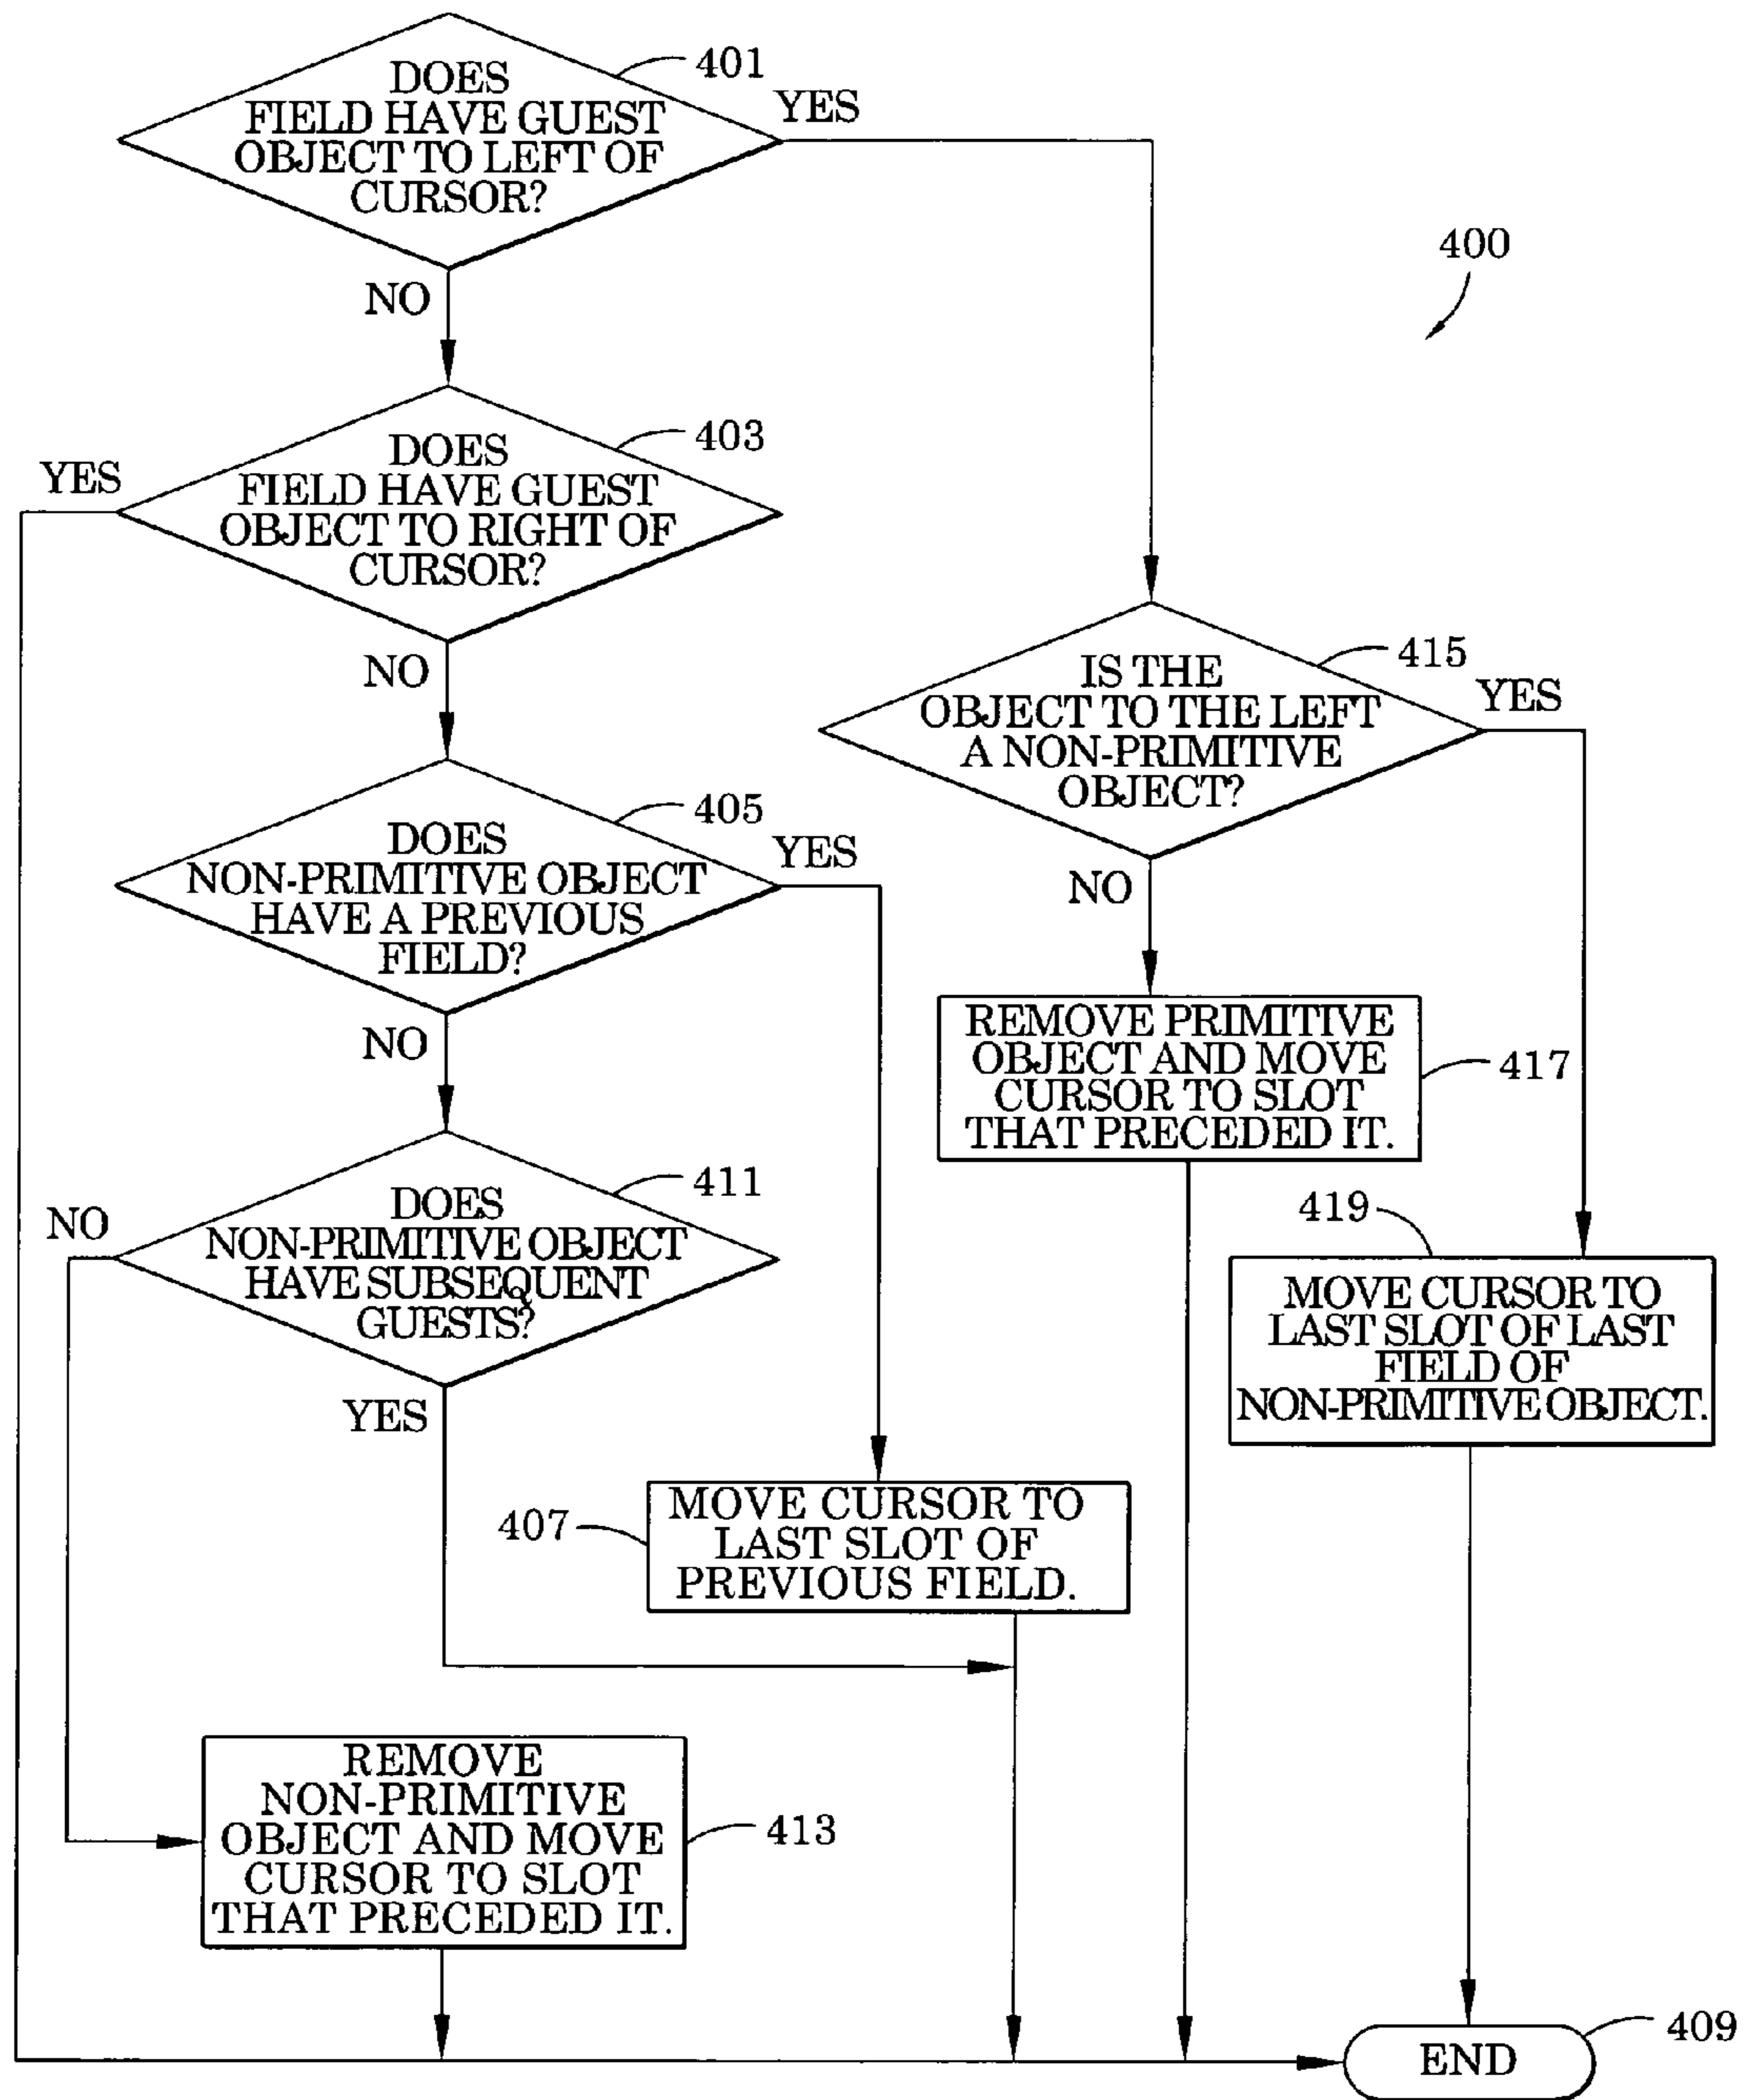 DOES
FIELD HAVE GUEST
OBJECT TO LEFT OF
CURSOR?
401
YES
NO
400
DOES
FIELD HAVE GUEST
OBJECT TO RIGHT OF
CURSOR?
403
YES
NO
IS THE
OBJECT TO THE LEFT
A NON-PRIMITIVE
OBJECT?
415
YES
NO
DOES
NON-PRIMITIVE OBJECT
HAVE A PREVIOUS
FIELD?
405
YES
NO
REMOVE PRIMITIVE
OBJECT AND MOVE
CURSOR TO SLOT
THAT PRECEDED IT.
417
DOES
NON-PRIMITIVE OBJECT
HAVE SUBSEQUENT
GUESTS?
411
NO
YES
419
MOVE CURSOR TO
LAST SLOT OF LAST
FIELD OF
NON-PRIMITIVE OBJECT.
407
MOVE CURSOR TO
LAST SLOT OF
PREVIOUS FIELD.
REMOVE
NON-PRIMITIVE
OBJECT AND MOVE
CURSOR TO SLOT
THAT PRECEDED IT.
413
END
409